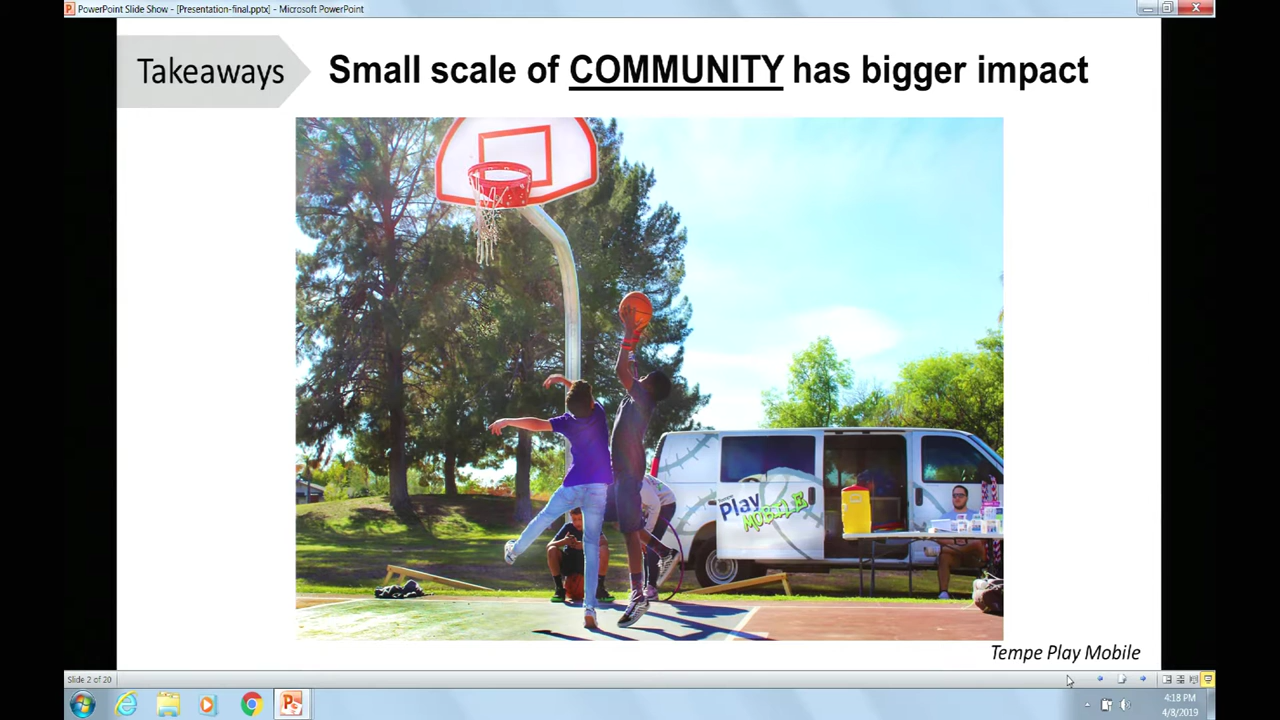 PowerPoint Slide Show - [Presentation-final.pptx] - Microsoft PowerPoint
Takeaways
Small scale of COMMUNITY has bigger impact
Tempe
Play
MOBILE
Tempe Play Mobile
Slide 2 of 20
4:18 PM
4/8/2019